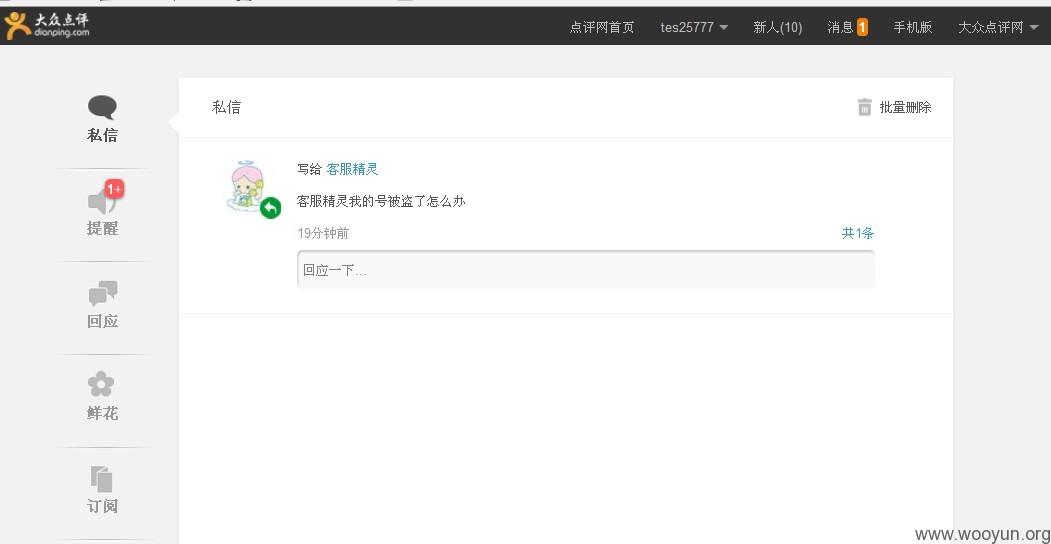 大众点评
dianping.com
点评网首页 tes25777 新人(10) 消息 1 手机版 大众点评网
私信
1+
提醒
回应
鲜花
订阅
私信 批量删除
写给 客服精灵
客服精灵我的号被盗了怎么办
19分钟前 共1条
回应一下...
www.wooyun.org